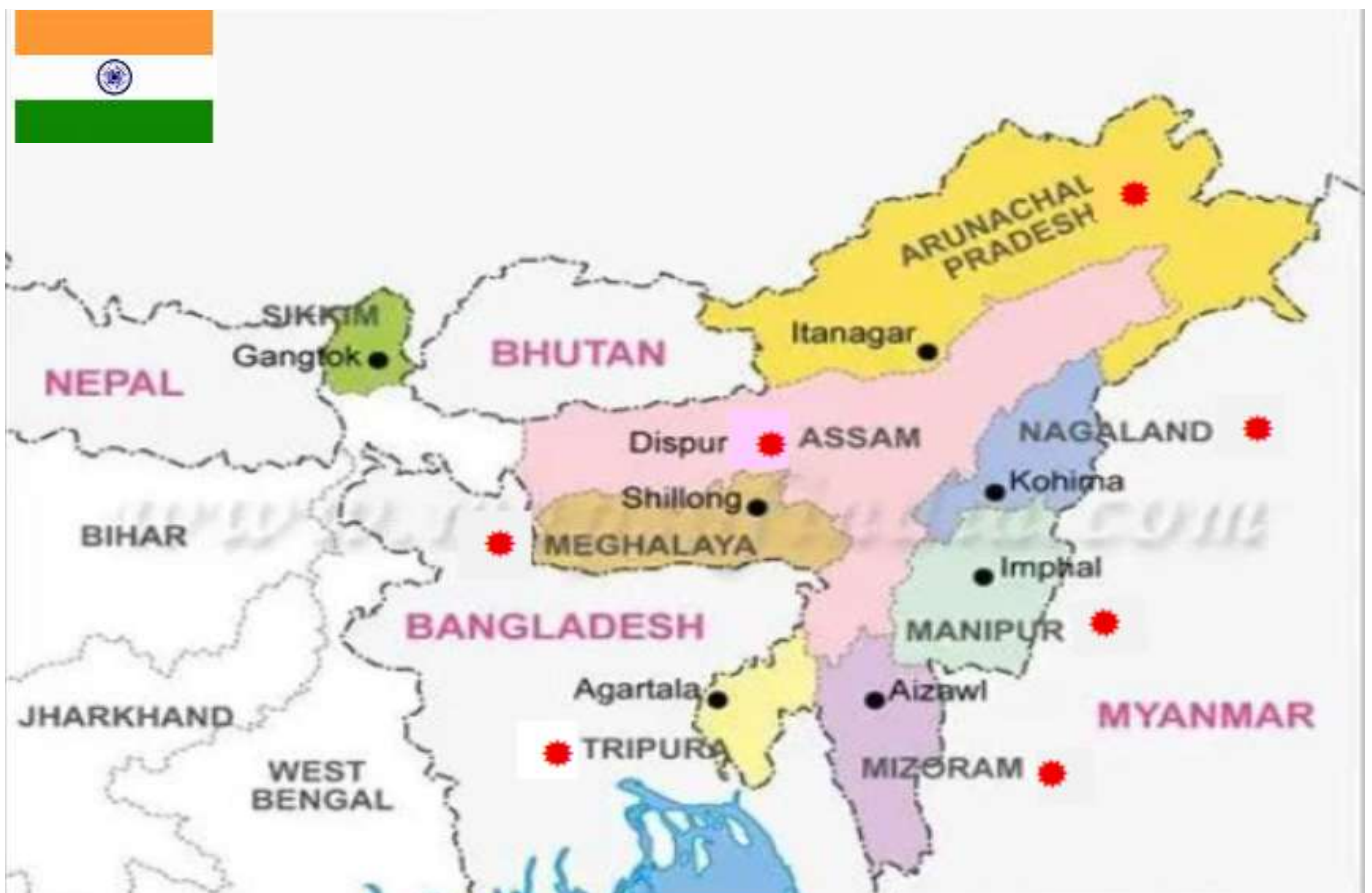 ARUNACHAL
PRADESH
SIKKIM
Itanagar
Gangtok
BHUTAN
NEPAL
Dispur
ASSAM
NAGALAND
Shillong
Kohima
BIHAR
MEGHALAYA
Imphal
BANGLADESH
MANIPUR
Agartala
Aizawl
JHARKHAND
MYANMAR
TRIPURA
WEST
BENGAL
MIZORAM